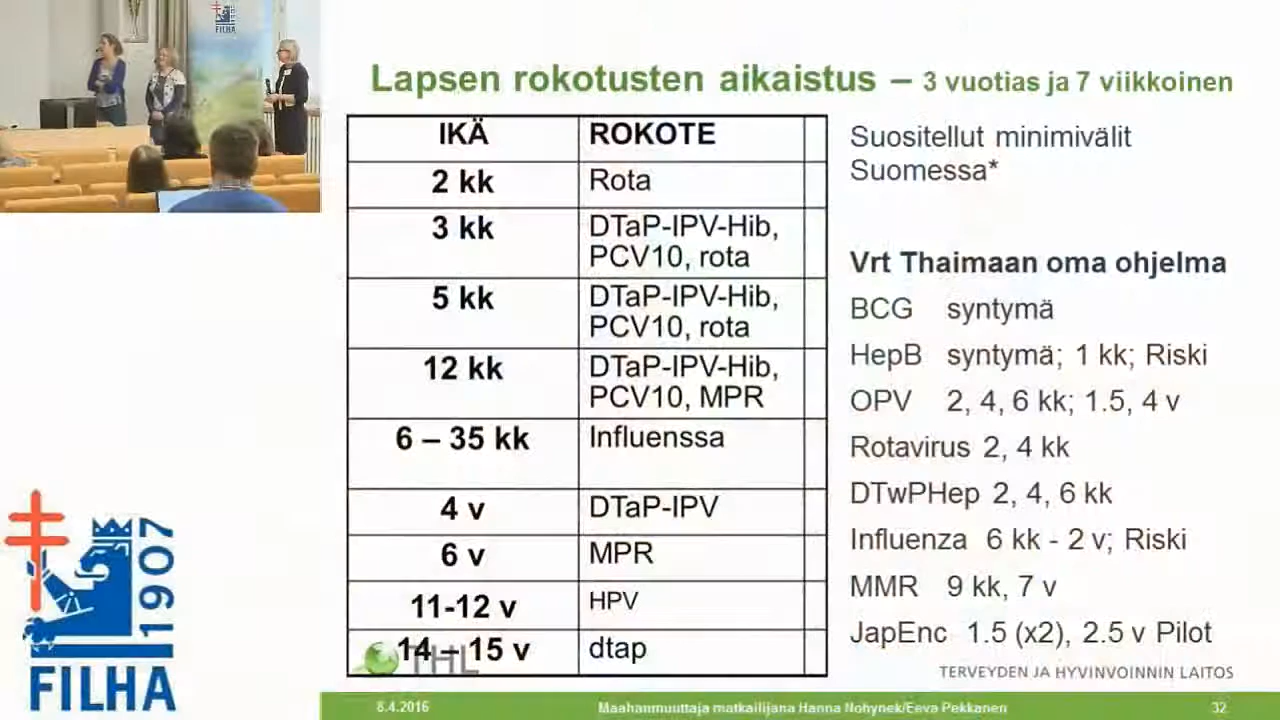 FILHA
Lapsen rokotusten aikaistus – 3 vuotias ja 7 viikkoinen
IKÄ ROKOTE
2 kk Rota
3 kk DTaP-IPV-Hib,
PCV10, rota
5 kk DTaP-IPV-Hib,
PCV10, rota
12 kk DTaP-IPV-Hib,
PCV10, MPR
6 – 35 kk Influenssa
4 v DTaP-IPV
6 v MPR
11-12 v HPV
14 – 15 v dtap
Suositellut minimivälit
Suomessa*
Vrt Thaimaan oma ohjelma
BCG syntymä
HepB syntymä; 1 kk; Riski
OPV 2, 4, 6 kk; 1.5, 4 v
Rotavirus 2, 4 kk
DTwPHep 2, 4, 6 kk
Influenza 6 kk - 2 v; Riski
MMR 9 kk, 7 v
JapEnc 1.5 (x2), 2.5 v Pilot
THL
TERVEYDEN JA HYVINVOINNIN LAITOS
8.4.2016 Maahanmuuttaja matkailijana Hanna Nohynek/Eeva Pekkanen 32
1907
FILHA